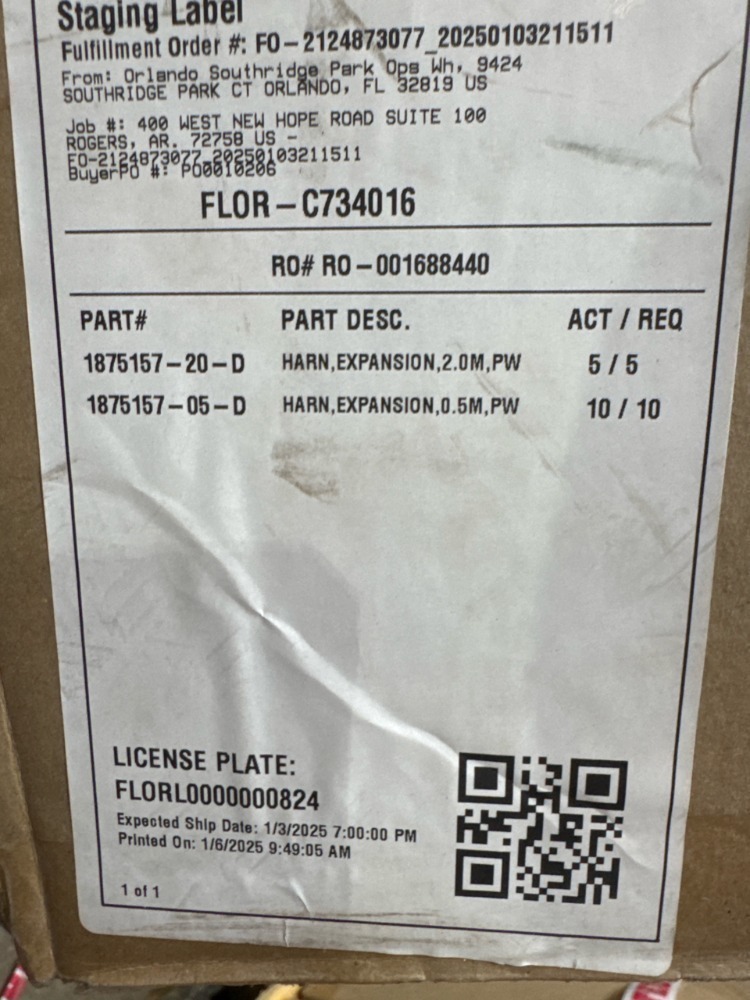 Staging Label
Fulfillment Order #: FO-2124873077_20250103211511
From: Orlando Southridge Park Ops Wh, 9424
SOUTHRIDGE PARK CT ORLANDO, FL 32819 US
Job #: 400 WEST NEW HOPE ROAD SUITE 100
ROGERS, AR. 72758 US -
FO-2124873077_20250103211511
BuyerPO #: PO0010206
FLOR-C734016
RO# RO-001688440
PART# PART DESC. ACT / REQ
1875157-20-D HARN,EXPANSION,2.0M,PW 5 / 5
1875157-05-D HARN,EXPANSION,0.5M,PW 10 / 10
LICENSE PLATE:
FLORL0000000824
Expected Ship Date: 1/3/2025 7:00:00 PM
Printed On: 1/6/2025 9:49:05 AM
1 of 1